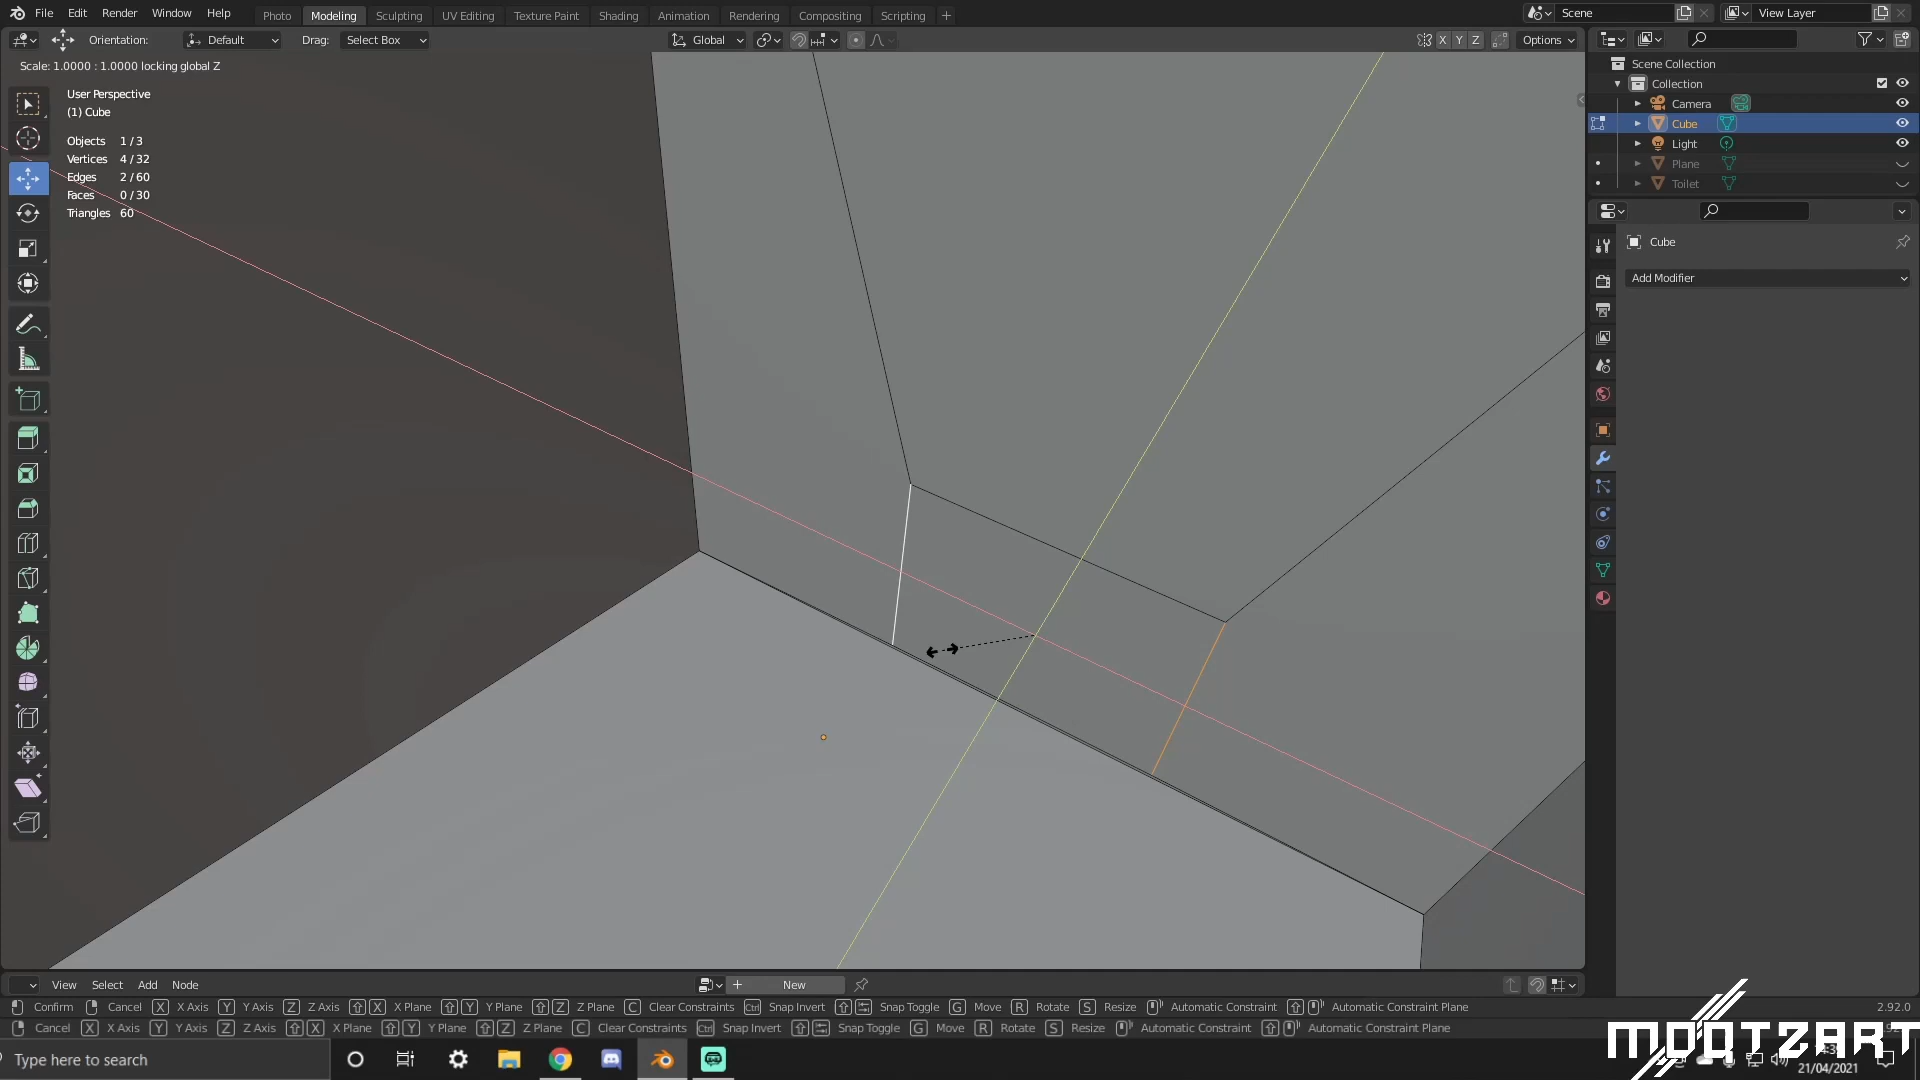 File Edit Render Window Help Photo Modeling Sculpting UV Editing Texture Paint Shading Animation Rendering Compositing Scripting + Scene View Layer
Orientation: Default Drag: Select Box Global X Y Z Options
Scale: 1.0000 : 1.0000 locking global Z
User Perspective
(1) Cube
Objects 1 / 3
Vertices 4 / 32
Edges 2 / 60
Faces 0 / 30
Triangles 60
Scene Collection
Collection
Camera
Cube
Light
Plane
Toilet
Cube
Add Modifier
View Select Add Node + New
Confirm Cancel X X Axis Y Y Axis Z Z Axis X X Plane Y Y Plane Z Z Plane C Clear Constraints Ctrl Snap Invert Snap Toggle G Move R Rotate S Resize Automatic Constraint Automatic Constraint Plane 2.92.0
Cancel X X Axis Y Y Axis Z Z Axis X X Plane Y Y Plane Z Z Plane C Clear Constraints Ctrl Snap Invert Snap Toggle G Move R Rotate S Resize Automatic Constraint Automatic Constraint Plane
MOOTZART
Type here to search
21/04/2021